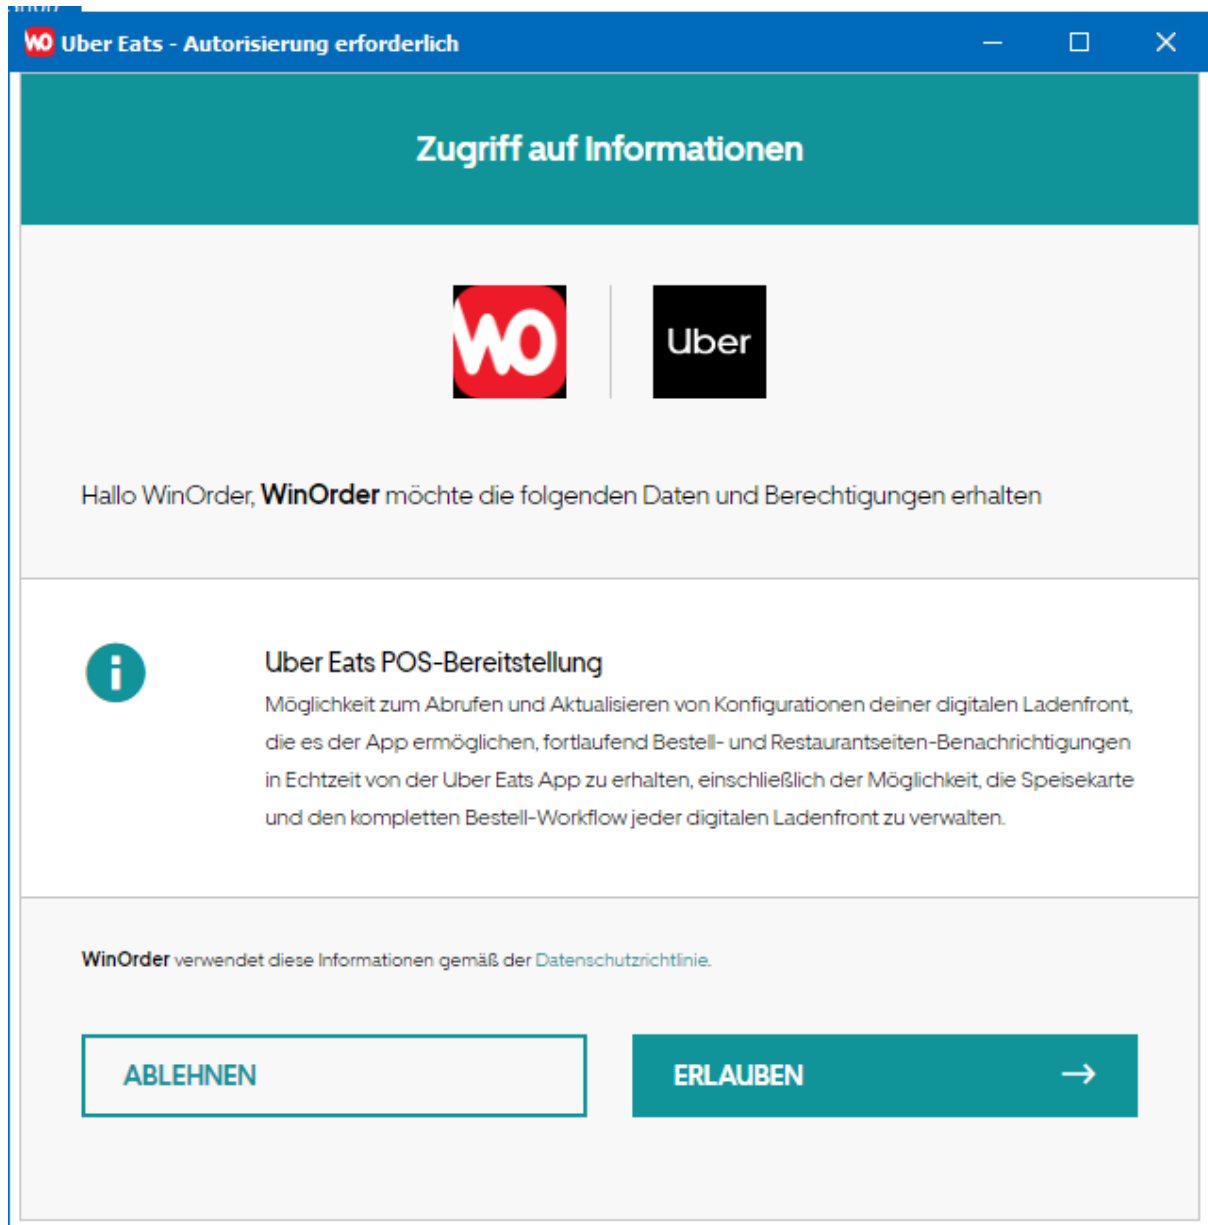 WO Uber Eats - Autorisierung erforderlich
Zugriff auf Informationen
WO
Uber
Hallo WinOrder, WinOrder möchte die folgenden Daten und Berechtigungen erhalten
Uber Eats POS-Bereitstellung
Möglichkeit zum Abrufen und Aktualisieren von Konfigurationen deiner digitalen Ladenfront,
die es der App ermöglichen, fortlaufend Bestell- und Restaurantseiten-Benachrichtigungen
in Echtzeit von der Uber Eats App zu erhalten, einschließlich der Möglichkeit, die Speisekarte
und den kompletten Bestell-Workflow jeder digitalen Ladenfront zu verwalten.
WinOrder verwendet diese Informationen gemäß der Datenschutzrichtlinie.
ABLEHNEN
ERLAUBEN →